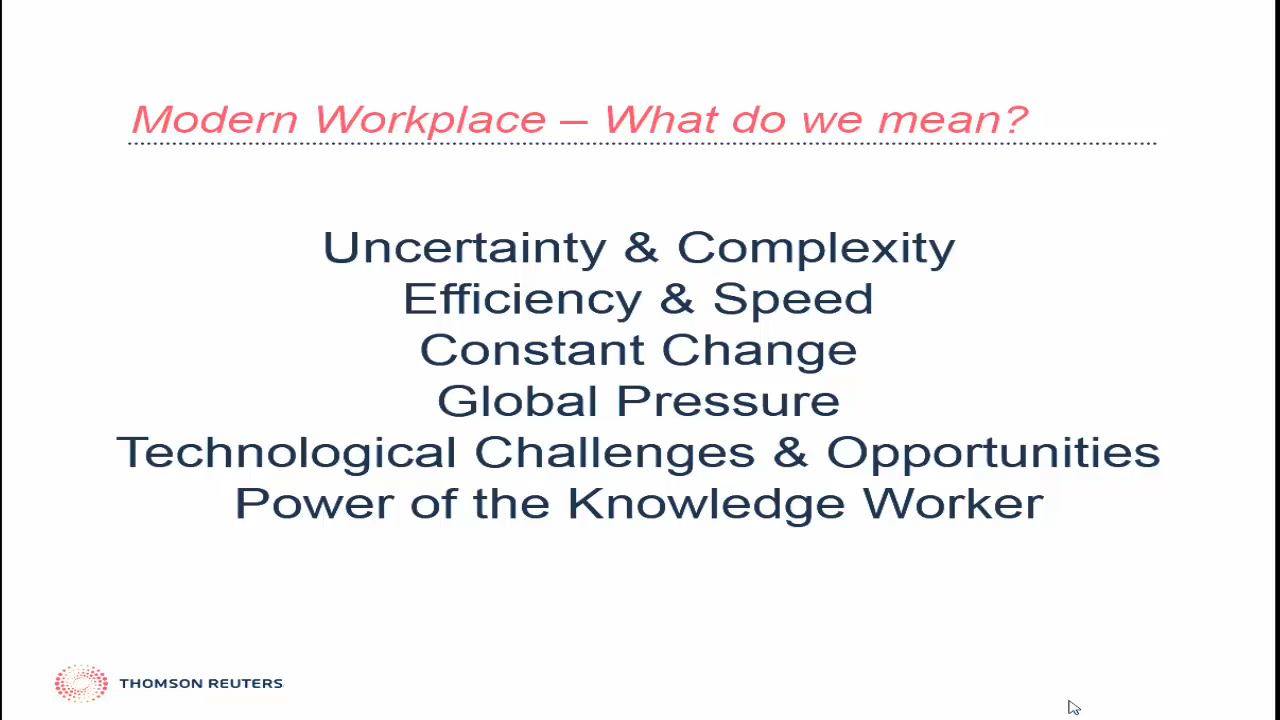 Modern Workplace – What do we mean?
Uncertainty & Complexity
Efficiency & Speed
Constant Change
Global Pressure
Technological Challenges & Opportunities
Power of the Knowledge Worker
THOMSON REUTERS